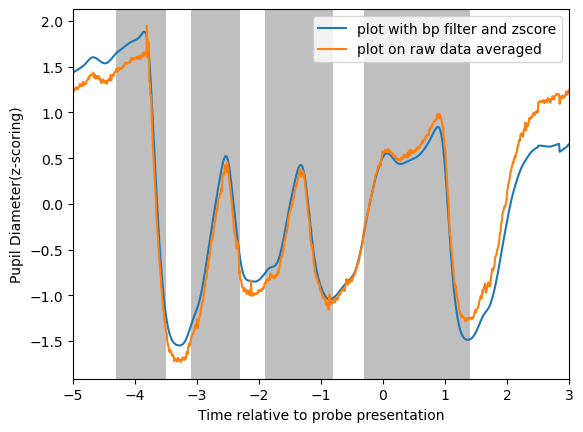 plot with bp filter and zscore
plot on raw data averaged
Pupil Diameter(z-scoring)
2.0
1.5
1.0
0.5
0.0
−0.5
−1.0
−1.5
−5 −4 −3 −2 −1 0 1 2 3
Time relative to probe presentation